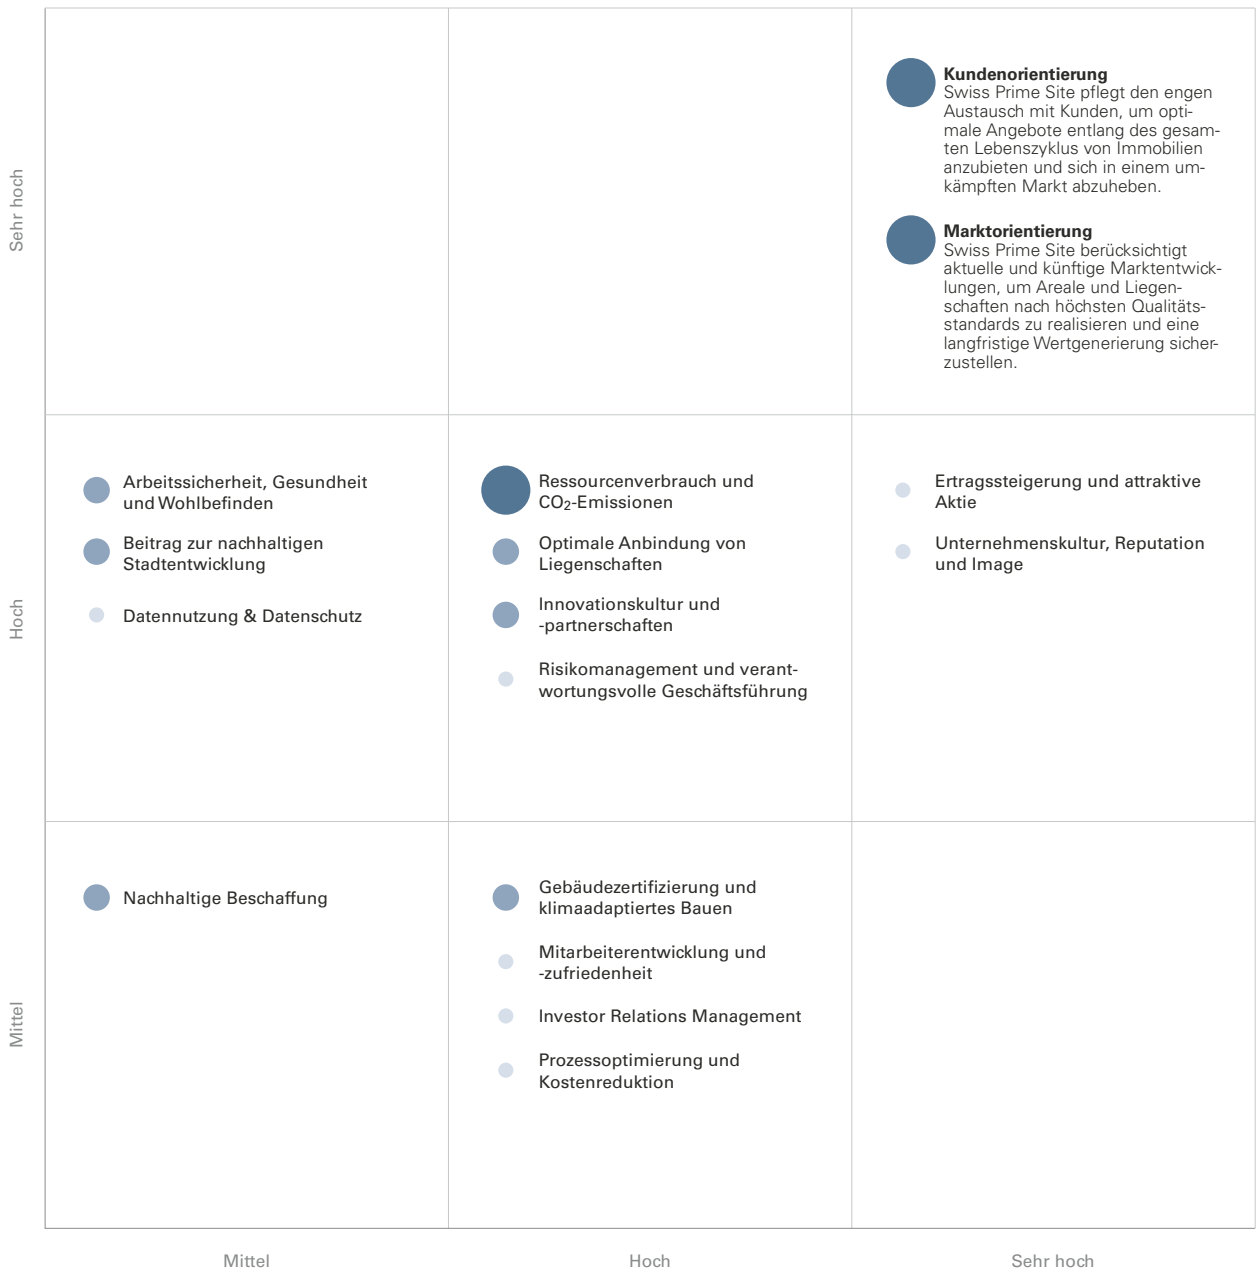 Sehr hoch
Kundenorientierung
Swiss Prime Site pflegt den engen
Austausch mit Kunden, um opti-
male Angebote entlang des gesam-
ten Lebenszyklus von Immobilien
anzubieten und sich in einem um-
kämpften Markt abzuheben.
Marktorientierung
Swiss Prime Site berücksichtigt
aktuelle und künftige Marktentwick-
lungen, um Areale und Liegen-
schaften nach höchsten Qualitäts-
standards zu realisieren und eine
langfristige Wertgenerierung sicher-
zustellen.
Hoch
Arbeitssicherheit, Gesundheit
und Wohlbefinden
Beitrag zur nachhaltigen
Stadtentwicklung
Datennutzung & Datenschutz
Ressourcenverbrauch und
CO₂-Emissionen
Optimale Anbindung von
Liegenschaften
Innovationskultur und
-partnerschaften
Risikomanagement und verant-
wortungsvolle Geschäftsführung
Ertragssteigerung und attraktive
Aktie
Unternehmenskultur, Reputation
und Image
Mittel
Nachhaltige Beschaffung
Gebäudezertifizierung und
klimaadaptiertes Bauen
Mitarbeiterentwicklung und
-zufriedenheit
Investor Relations Management
Prozessoptimierung und
Kostenreduktion
Mittel
Hoch
Sehr hoch